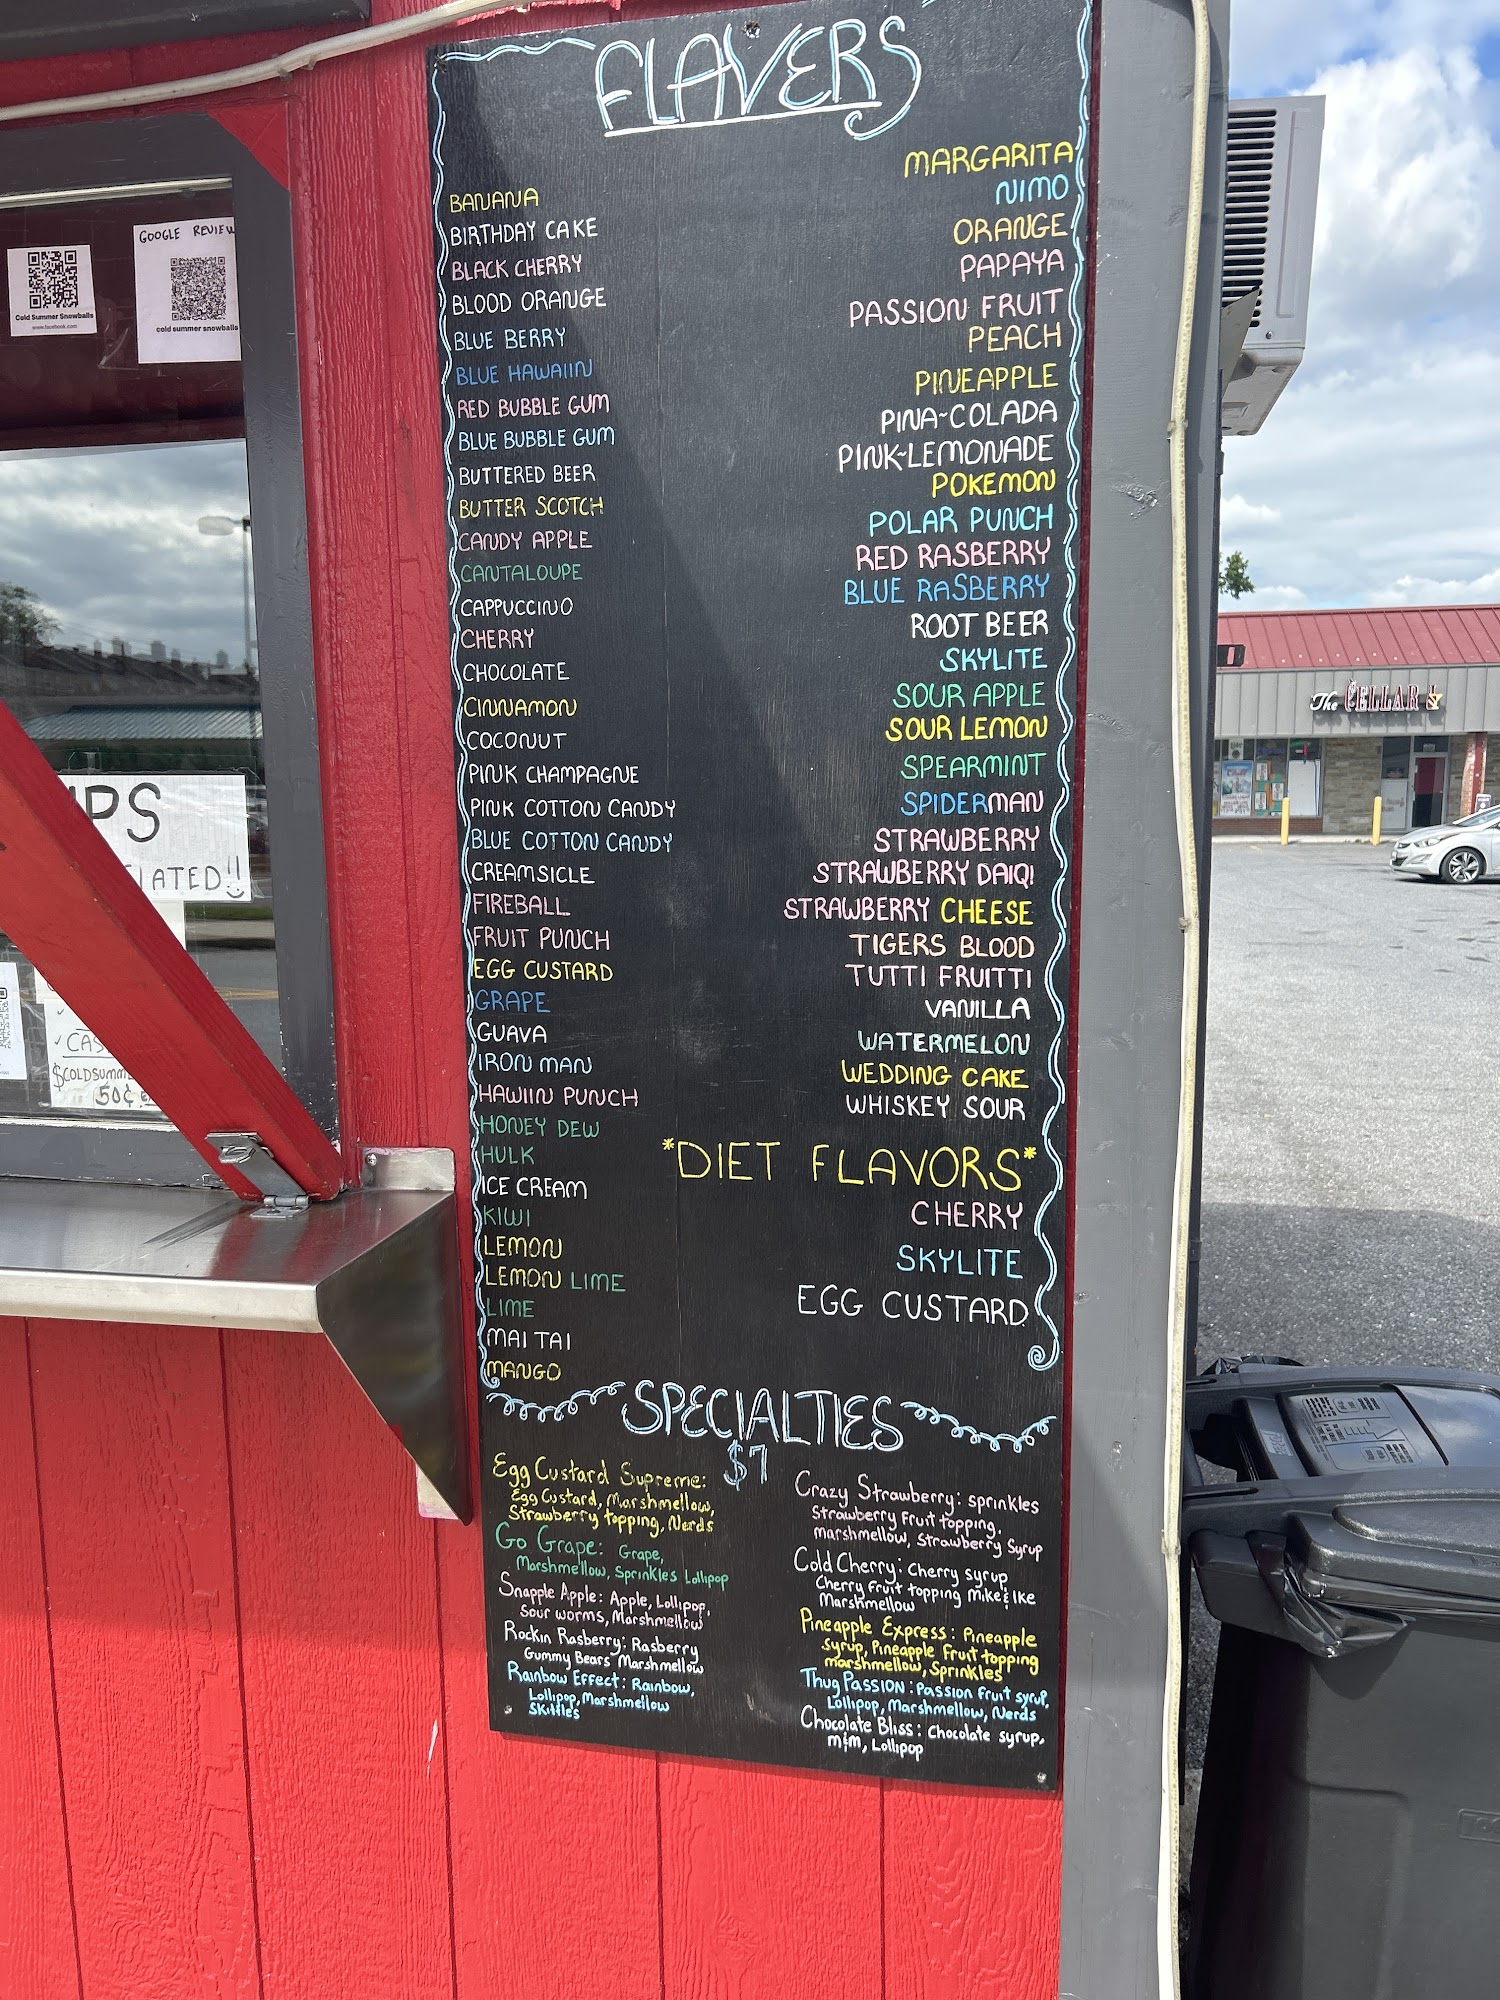 FLAVERS
BANANA
BIRTHDAY CAKE
BLACK CHERRY
BLOOD ORANGE
BLUE BERRY
BLUE HAWAIIN
RED BUBBLE GUM
BLUE BUBBLE GUM
BUTTERED BEER
BUTTER SCOTCH
CANDY APPLE
CANTALOUPE
CAPPUCCINO
CHERRY
CHOCOLATE
CINNAMON
COCONUT
PINK CHAMPAGNE
PINK COTTON CANDY
BLUE COTTON CANDY
CREAMSICLE
FIREBALL
FRUIT PUNCH
EGG CUSTARD
GRAPE
GUAVA
IRON MAN
HAWIIN PUNCH
HONEY DEW
HULK
ICE CREAM
KIWI
LEMON
LEMON LIME
LIME
MAI TAI
MANGO
MARGARITA
NIMO
ORANGE
PAPAYA
PASSION FRUIT
PEACH
PINEAPPLE
PINA~COLADA
PINK~LEMONADE
POKEMON
POLAR PUNCH
RED RASBERRY
BLUE RASBERRY
ROOT BEER
SKYLITE
SOUR APPLE
SOUR LEMON
SPEARMINT
SPIDERMAN
STRAWBERRY
STRAWBERRY DAIQI
STRAWBERRY CHEESE
TIGERS BLOOD
TUTTI FRUITTI
VANILLA
WATERMELON
WEDDING CAKE
WHISKEY SOUR
*DIET FLAVORS*
CHERRY
SKYLITE
EGG CUSTARD
SPECIALTIES
$7
Egg Custard Supreme:
Egg Custard, Marshmellow,
Strawberry topping, Nerds
Go Grape: Grape,
Marshmellow, Sprinkles Lollipop
Snapple Apple: Apple, Lollipop,
Sour worms, Marshmellow
Rockin Rasberry: Rasberry
Gummy Bears Marshmellow
Rainbow Effect: Rainbow,
Lollipop, Marshmellow
Skittles
Crazy Strawberry: sprinkles
Strawberry Fruit topping,
marshmellow, Strawberry Syrup
Cold Cherry: Cherry syrup
Cherry Fruit topping Mike & Ike
Marshmellow
Pineapple Express: Pineapple
syrup, Pineapple Fruit topping
marshmellow, Sprinkles
Thug Passion: Passion Fruit syrup,
Lollipop, Marshmellow, Nerds
Chocolate Bliss: Chocolate syrup,
m&m, Lollipop
GOOGLE REVIEW
Cold Summer Snowballs
www.facebook.com
cold summer snowballs
IPS
CIATED!!
CAS
$COLDSUMM
50¢
The CELLAR